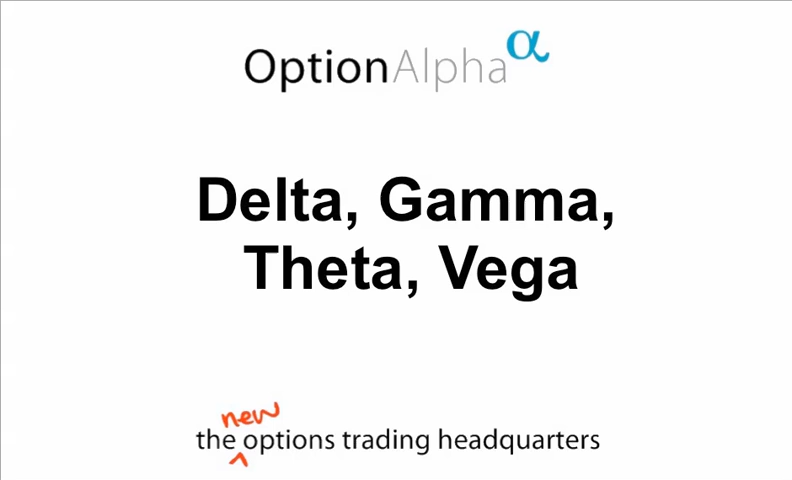 OptionAlpha α
Delta, Gamma,
Theta, Vega
new
the ^ options trading headquarters